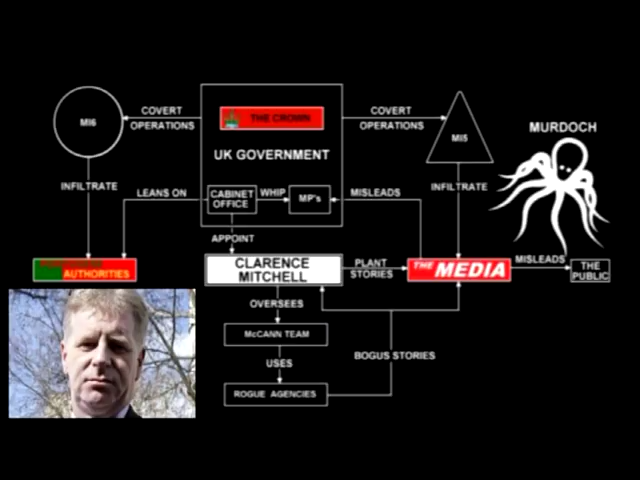 COVERT
OPERATIONS
MI6
THE CROWN
COVERT
OPERATIONS
MI5
MURDOCH
UK GOVERNMENT
INFILTRATE
LEANS ON
CABINET
OFFICE
WHIP
MP's
MISLEADS
INFILTRATE
APPOINT
AUTHORITIES
CLARENCE
MITCHELL
PLANT
STORIES
THE MEDIA
MISLEADS
THE
PUBLIC
OVERSEES
McCANN TEAM
USES
BOGUS STORIES
ROGUE AGENCIES